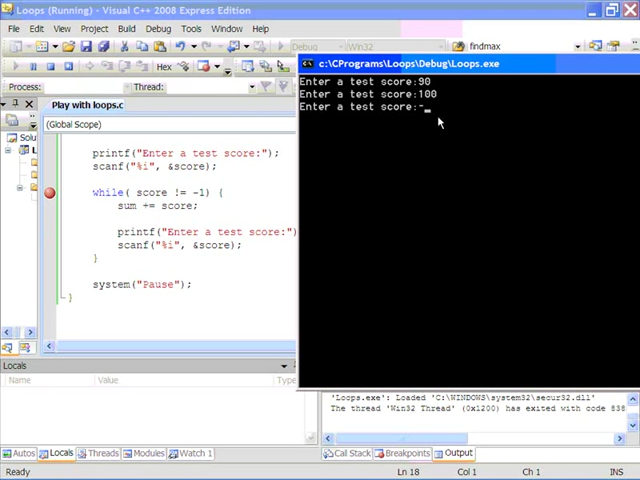 Loops (Running) - Visual C++ 2008 Express Edition
File Edit View Project Build Debug Tools Window Help
Debug Win32 findmax
Process: Thread:
Play with loops.c
(Global Scope)
Solu
L
printf("Enter a test score:");
scanf("%i", &score);
while( score != -1) {
sum += score;
printf("Enter a test score:")
scanf("%i", &score);
}
system("Pause");
}
c:\CPrograms\Loops\Debug\Loops.exe
Enter a test score:90
Enter a test score:100
Enter a test score:-_
Locals
Name Value Type
'Loops.exe': Loaded 'C:\WINDOWS\system32\secur32.dll'
The thread 'Win32 Thread' (0x1200) has exited with code 838
Autos Locals Threads Modules Watch 1
Call Stack Breakpoints Output
Ready Ln 18 Col 1 Ch 1 INS